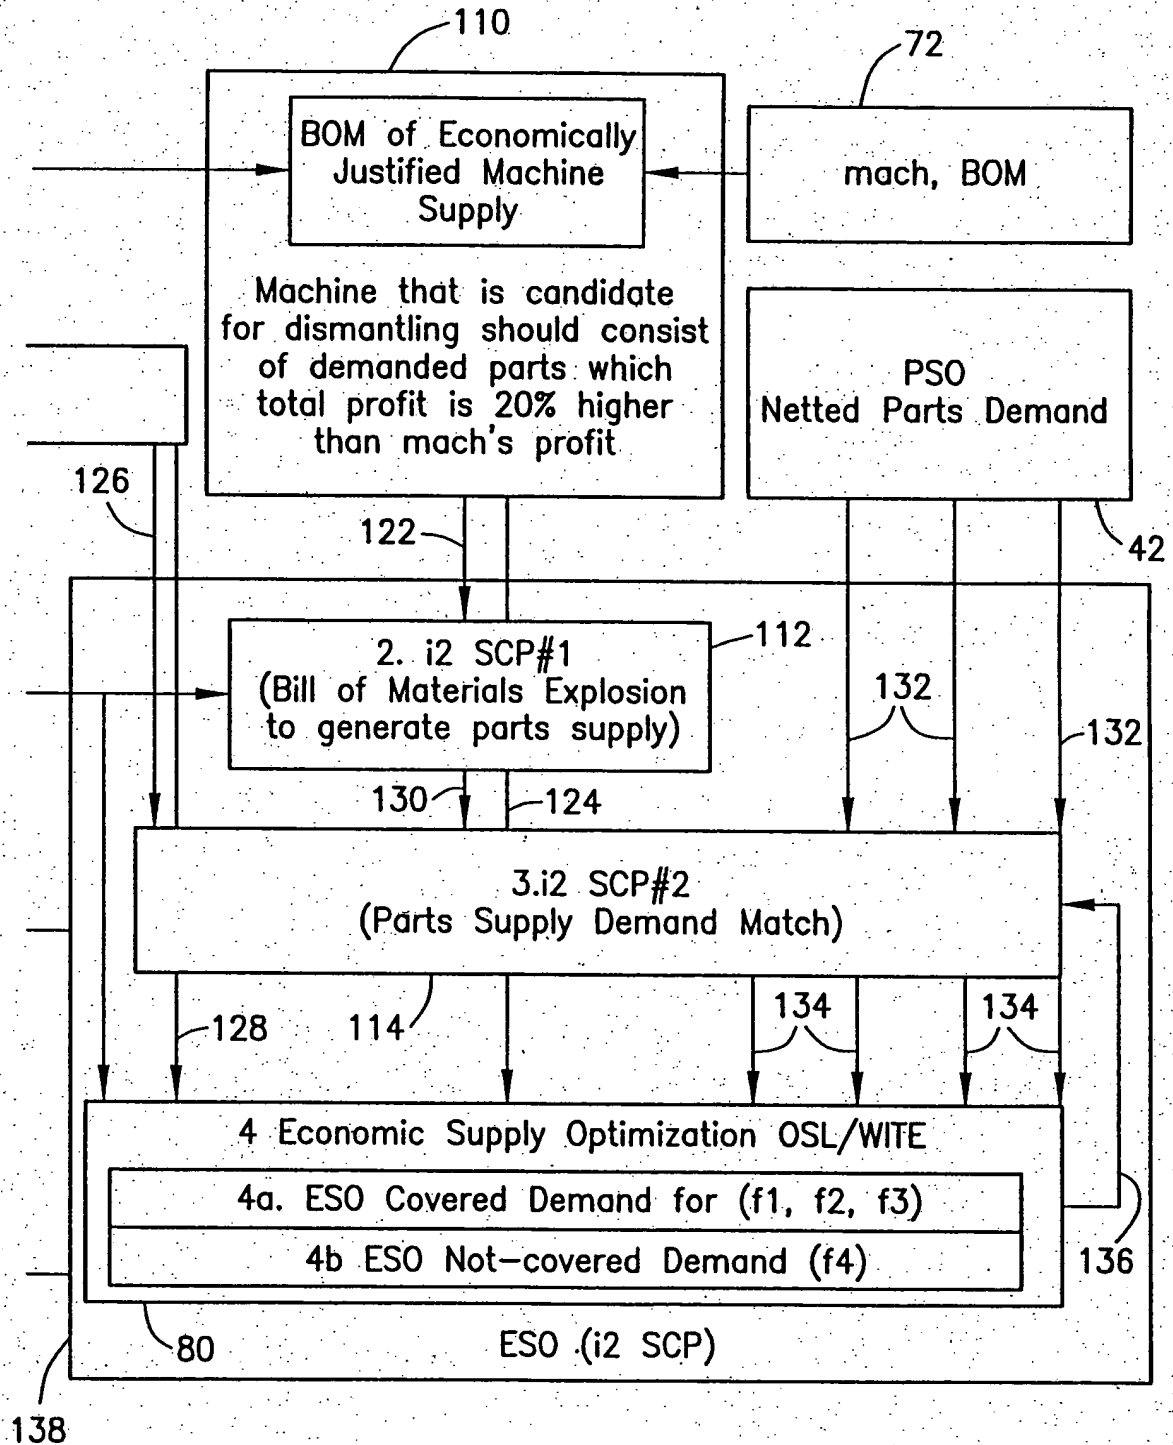 110
72
BOM of Economically
Justified Machine
Supply
mach, BOM
Machine that is candidate
for dismantling should consist
of demanded parts which
total profit is 20% higher
than mach's profit
PSO
Netted Parts Demand
126
122
42
2. i2 SCP#1
(Bill of Materials Explosion
to generate parts supply)
112
132
132
130
124
3.i2 SCP#2
(Parts Supply Demand Match)
128
114
134
134
4 Economic Supply Optimization OSL/WITE
4a. ESO Covered Demand for (f1, f2, f3)
4b ESO Not-covered Demand (f4)
136
80
ESO (i2 SCP)
138